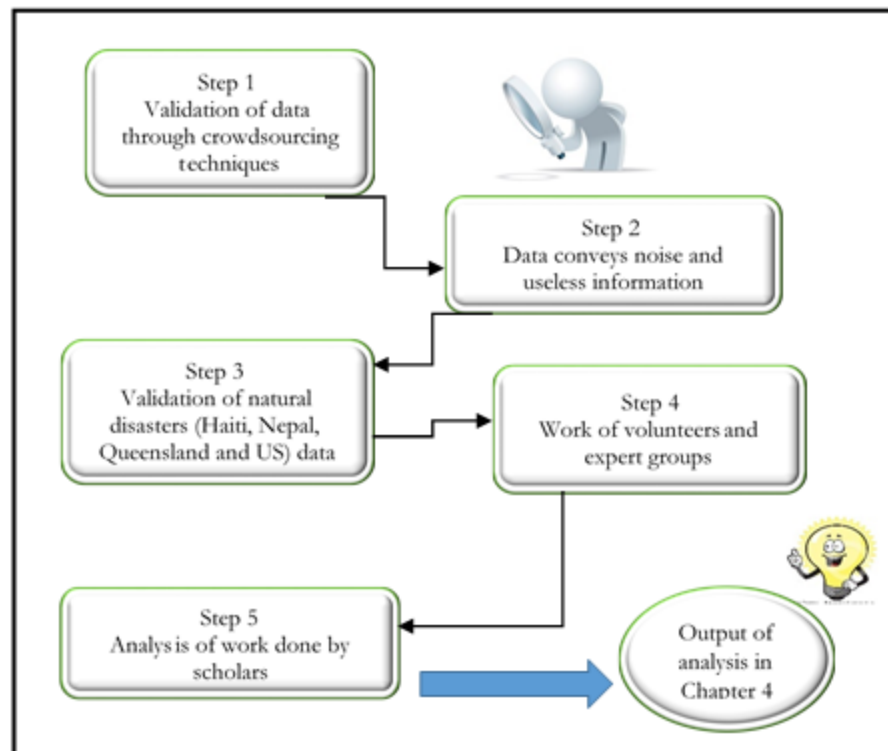 Step 1
Validation of data
through crowdsourcing
techniques
Step 2
Data conveys noise and
useless information
Step 3
Validation of natural
disasters (Haiti, Nepal,
Queensland and US) data
Step 4
Work of volunteers and
expert groups
Step 5
Analysis of work done by
scholars
Output of
analysis in
Chapter 4